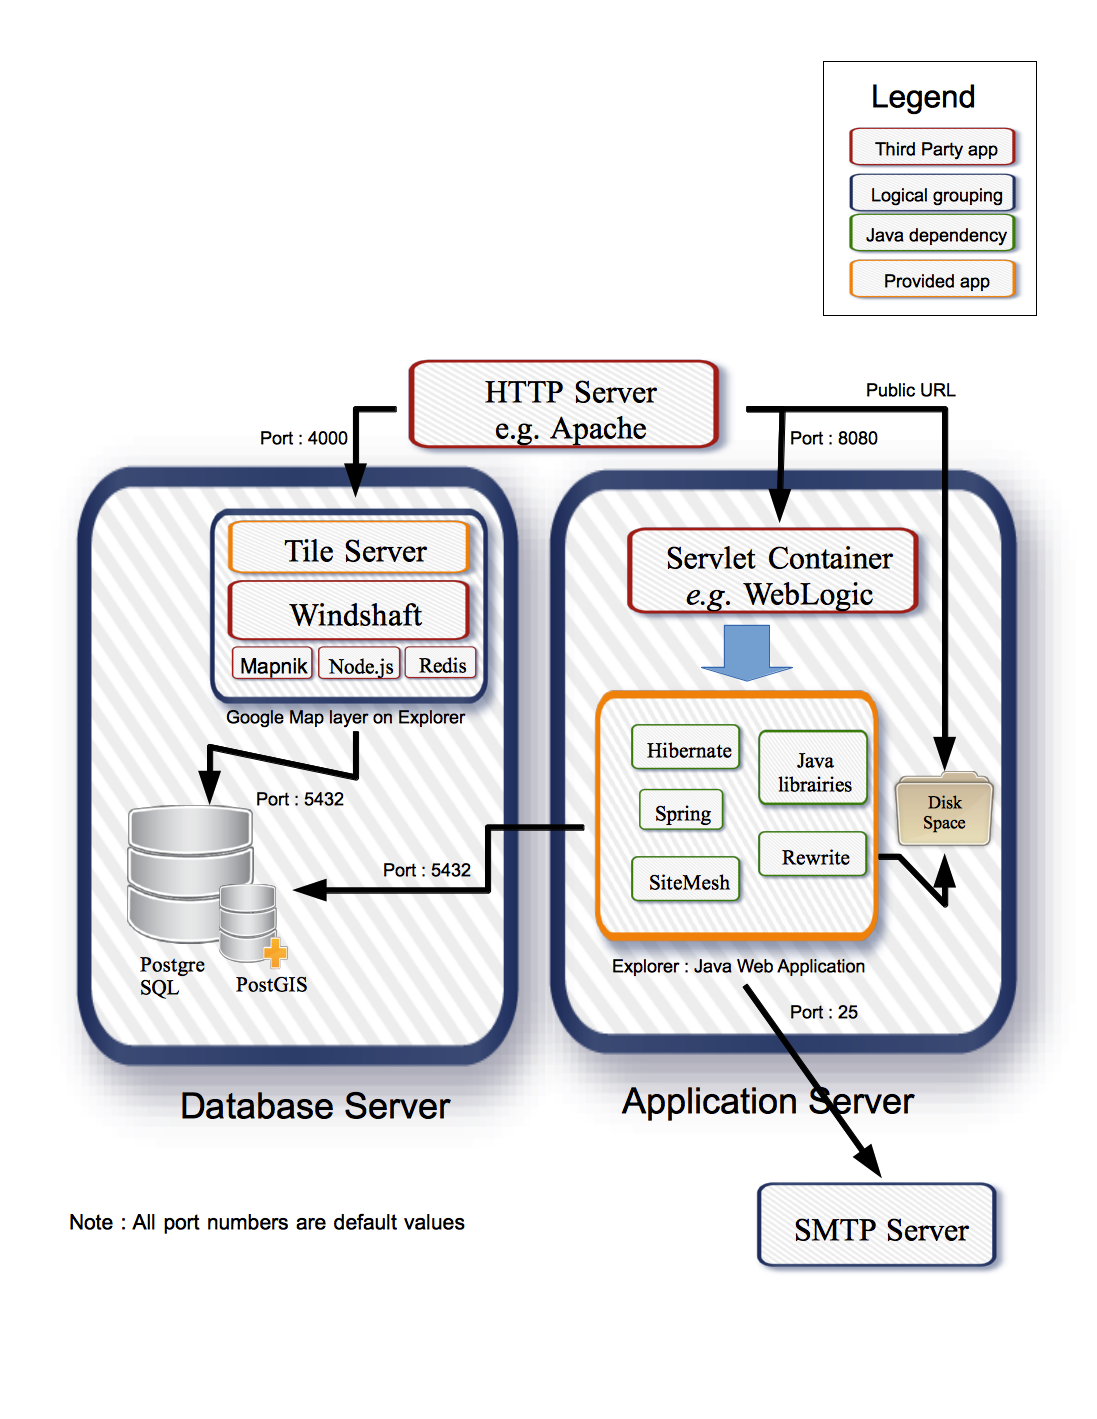 Legend
Third Party app
Logical grouping
Java dependency
Provided app
HTTP Server
e.g. Apache
Public URL
Port : 4000
Port : 8080
Tile Server
Windshaft
Mapnik
Node.js
Redis
Google Map layer on Explorer
Port : 5432
Servlet Container
e.g. WebLogic
Hibernate
Java
librairies
Spring
Rewrite
SiteMesh
Disk
Space
Port : 5432
Postgre
SQL
PostGIS
Explorer : Java Web Application
Port : 25
Database Server
Application Server
Note : All port numbers are default values
SMTP Server